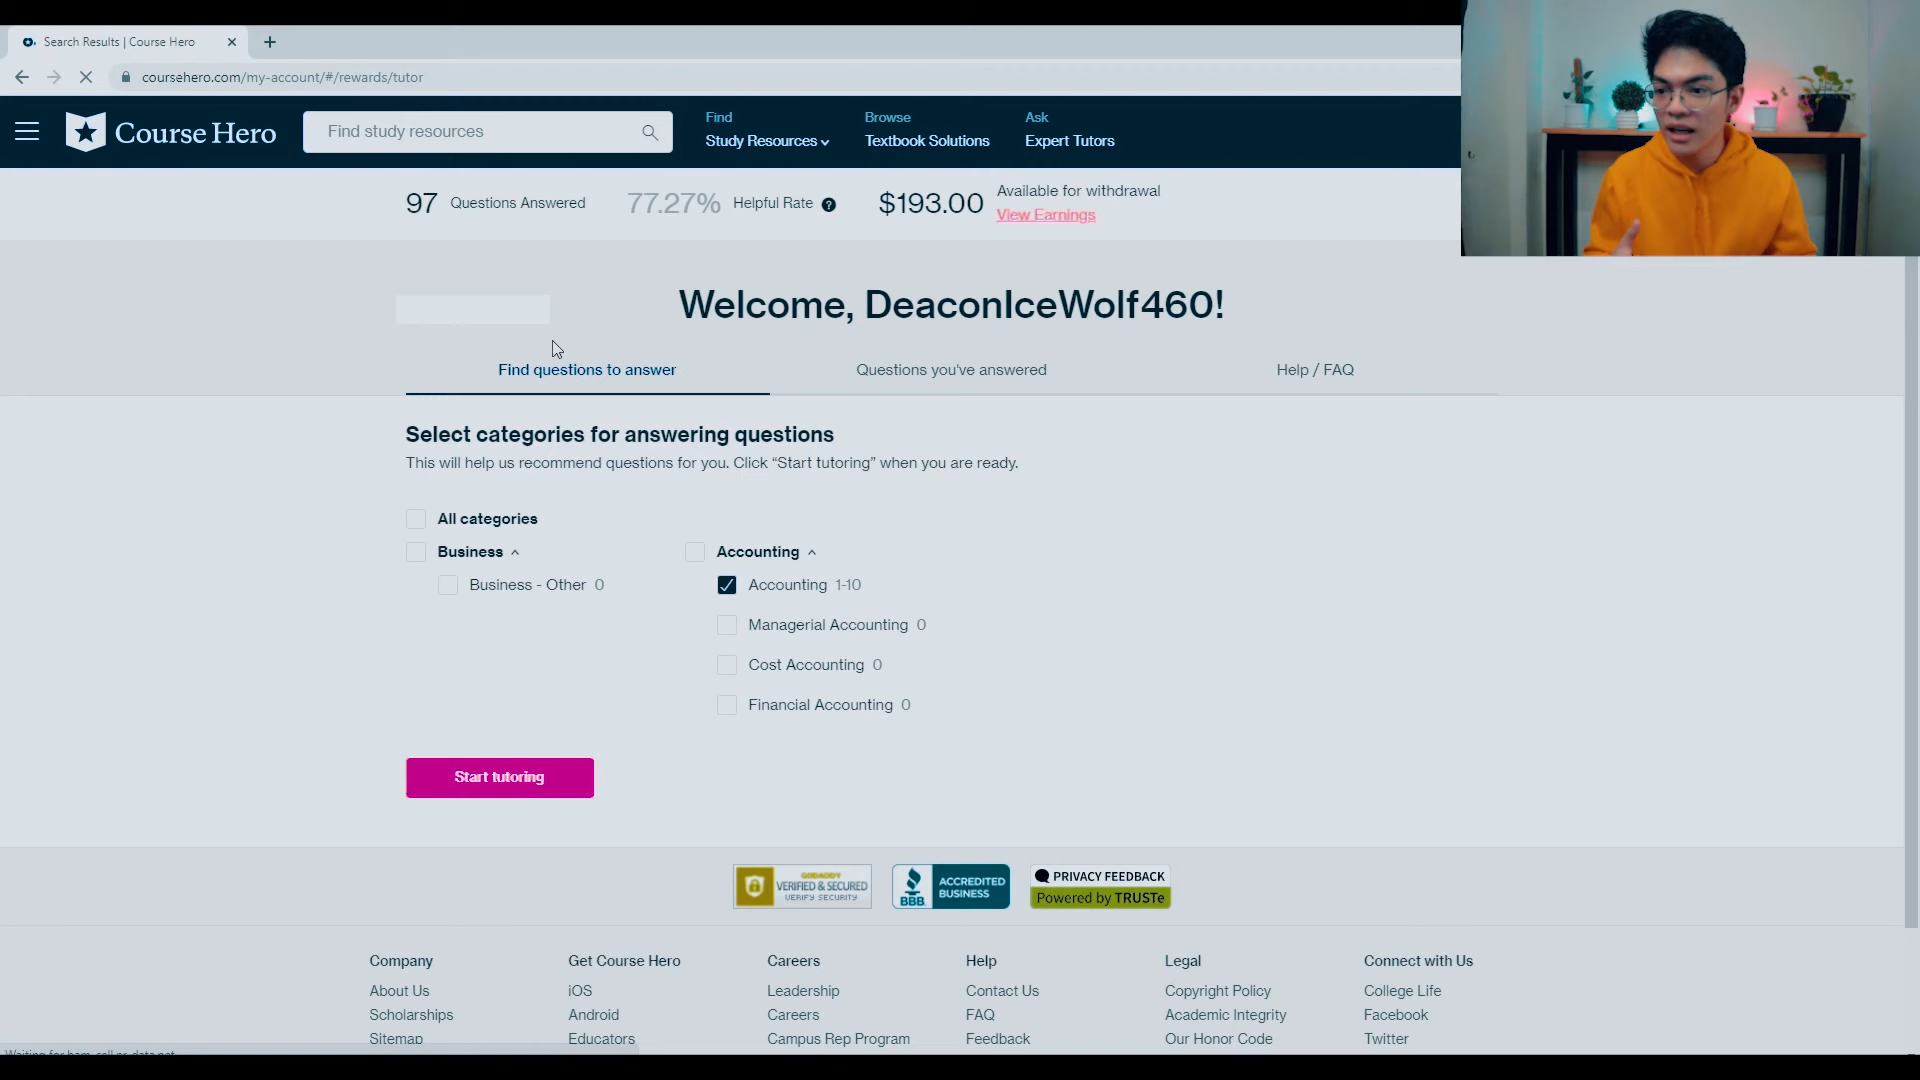 Search Results | Course Hero
coursehero.com/my-account/#/rewards/tutor
Course Hero
Find study resources
Find
Study Resources
Browse
Textbook Solutions
Ask
Expert Tutors
97 Questions Answered
77.27% Helpful Rate ?
$193.00 Available for withdrawal
View Earnings
Welcome, DeaconIceWolf460!
Find questions to answer
Questions you've answered
Help / FAQ
Select categories for answering questions
This will help us recommend questions for you. Click “Start tutoring” when you are ready.
All categories
Business
Business - Other 0
Accounting
Accounting 1-10
Managerial Accounting 0
Cost Accounting 0
Financial Accounting 0
Start tutoring
GODADDY
VERIFIED & SECURED
VERIFY SECURITY
BBB
ACCREDITED
BUSINESS
PRIVACY FEEDBACK
Powered by TRUSTe
Company
About Us
Scholarships
Sitemap
Get Course Hero
iOS
Android
Educators
Careers
Leadership
Careers
Campus Rep Program
Help
Contact Us
FAQ
Feedback
Legal
Copyright Policy
Academic Integrity
Our Honor Code
Connect with Us
College Life
Facebook
Twitter